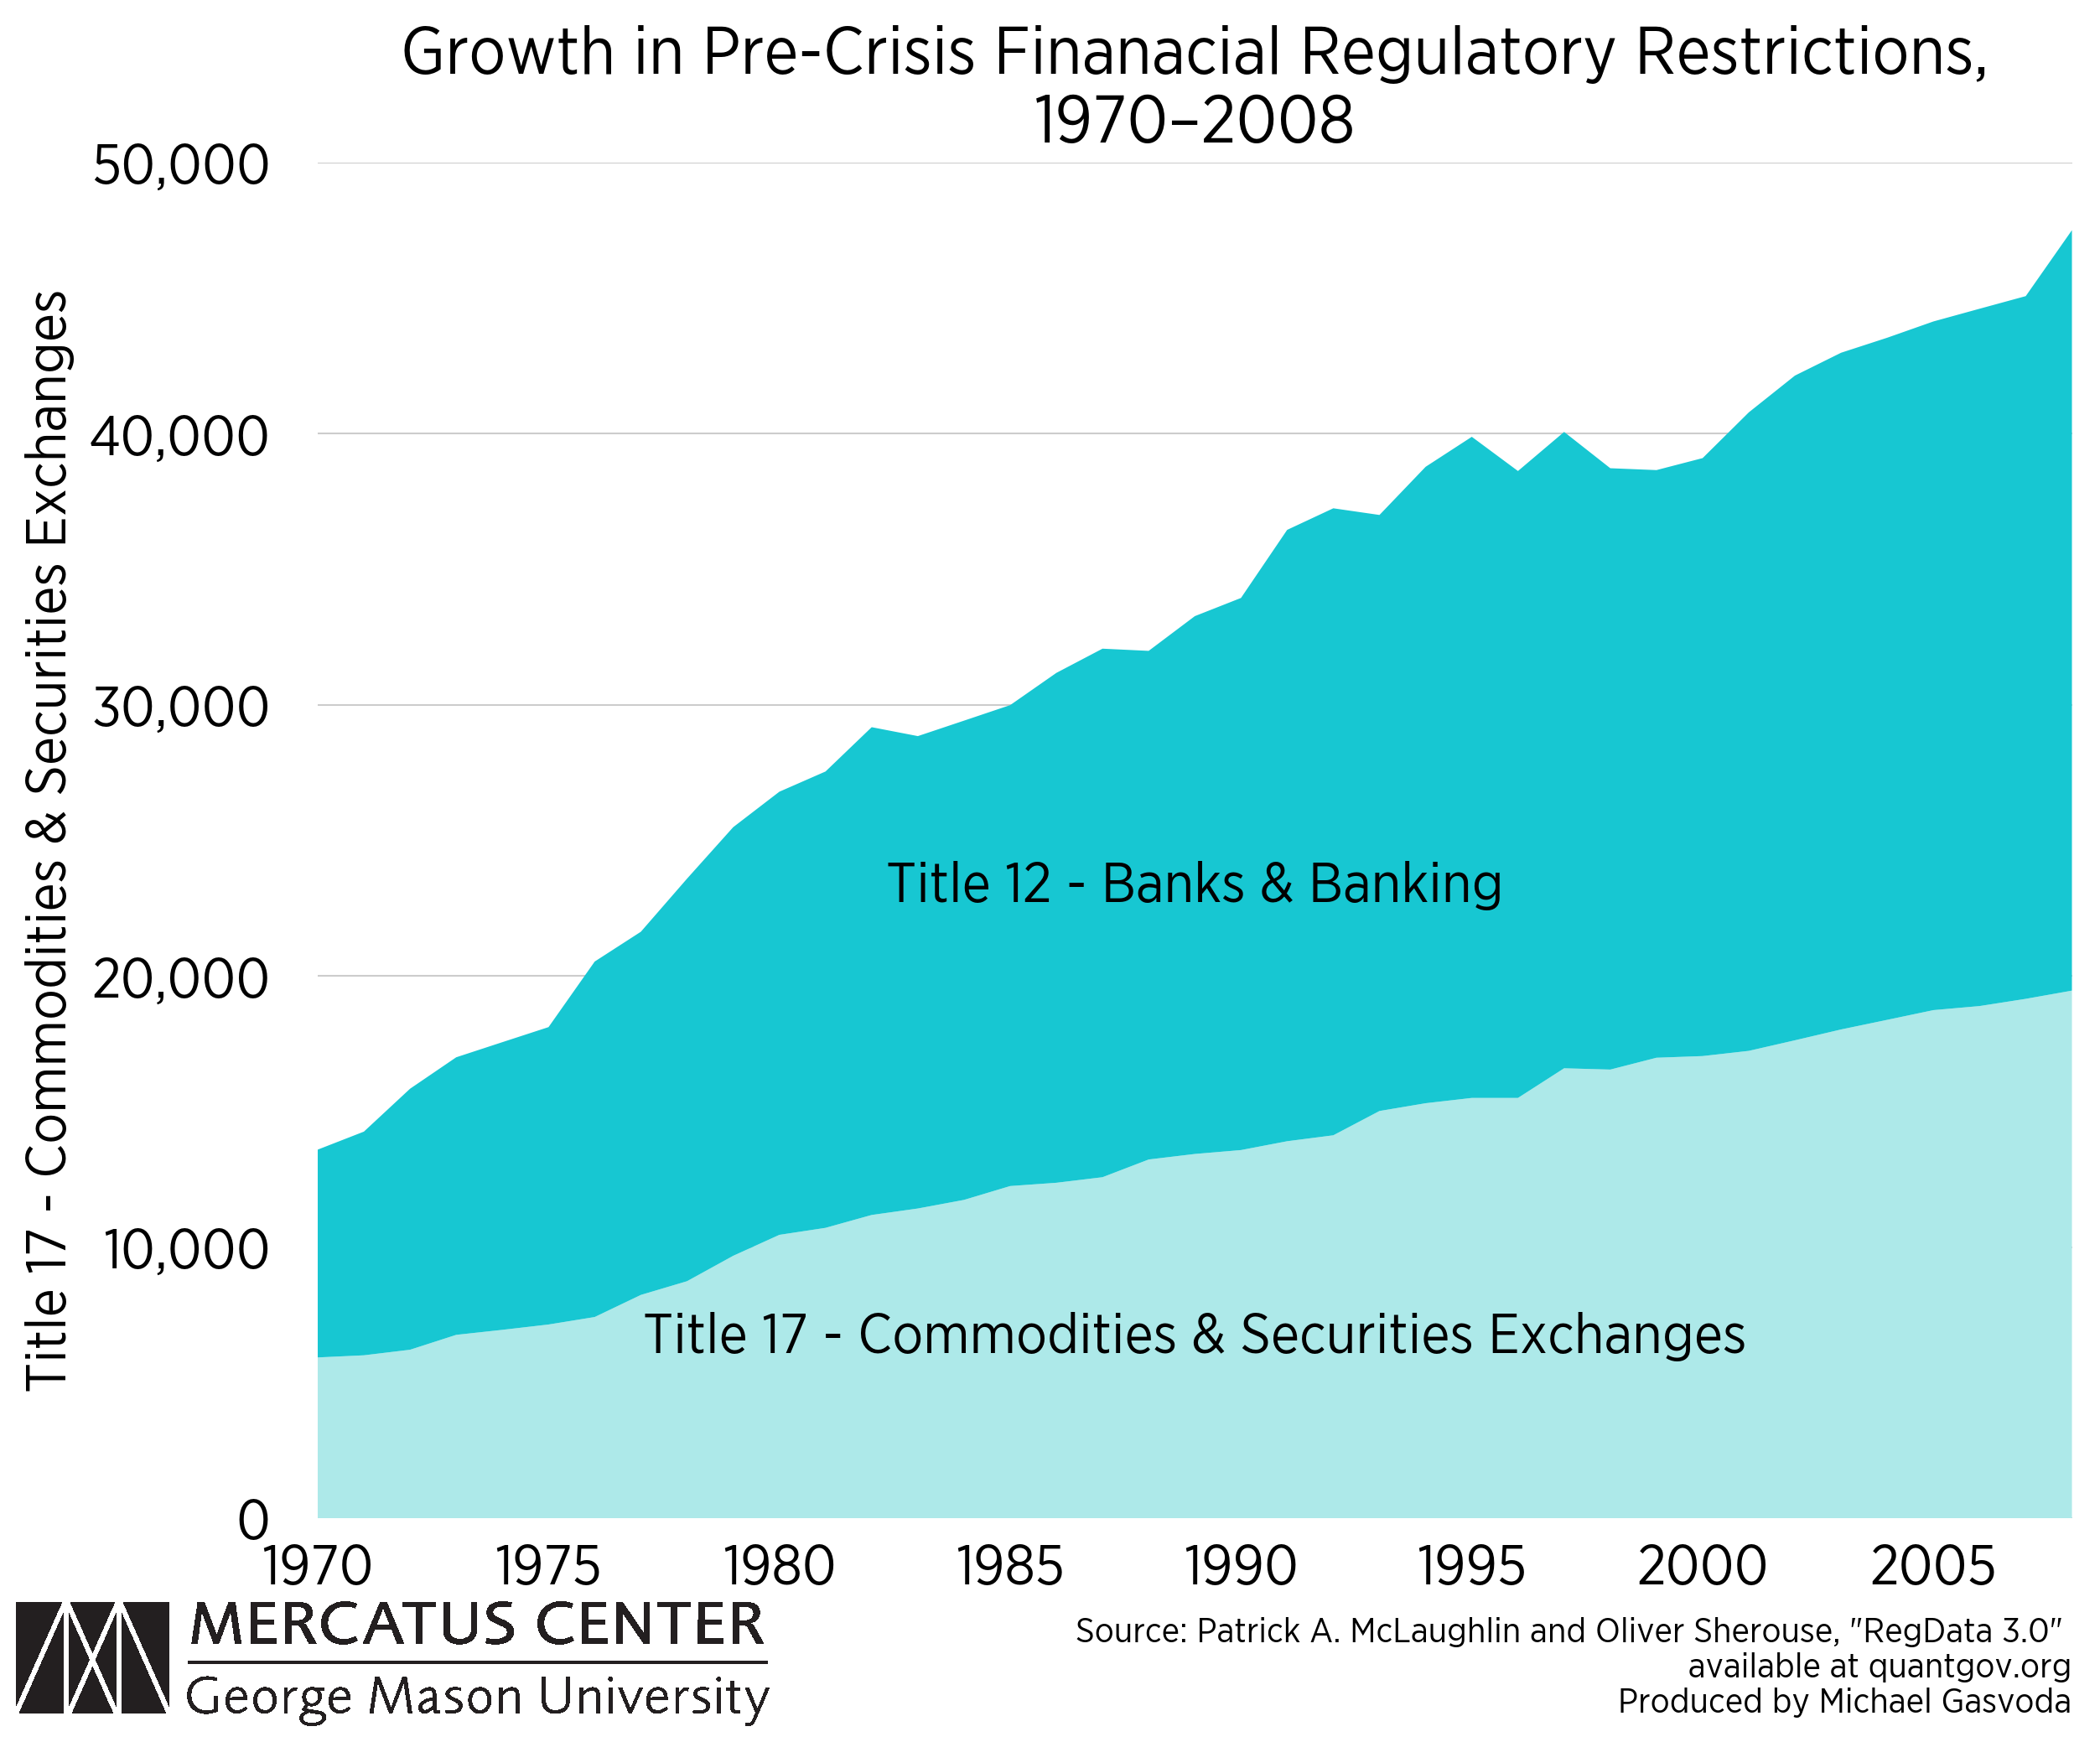 Growth in Pre-Crisis Finanacial Regulatory Restrictions,
1970–2008
Title 17 - Commodities & Securities Exchanges
50,000
40,000
30,000
20,000
10,000
0
Title 12 - Banks & Banking
Title 17 - Commodities & Securities Exchanges
1970 1975 1980 1985 1990 1995 2000 2005
MERCATUS CENTER
George Mason University
Source: Patrick A. McLaughlin and Oliver Sherouse, "RegData 3.0"
available at quantgov.org
Produced by Michael Gasvoda